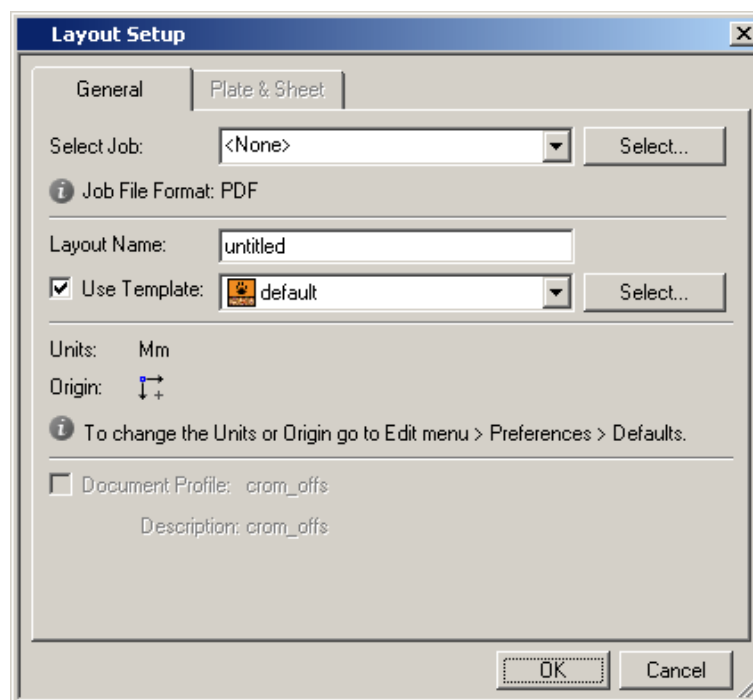 Layout Setup
General Plate & Sheet
Select Job: <None> Select...
Job File Format: PDF
Layout Name: untitled
Use Template: default Select...
Units: Mm
Origin:
To change the Units or Origin go to Edit menu > Preferences > Defaults.
Document Profile: crom_offs
Description: crom_offs
OK Cancel